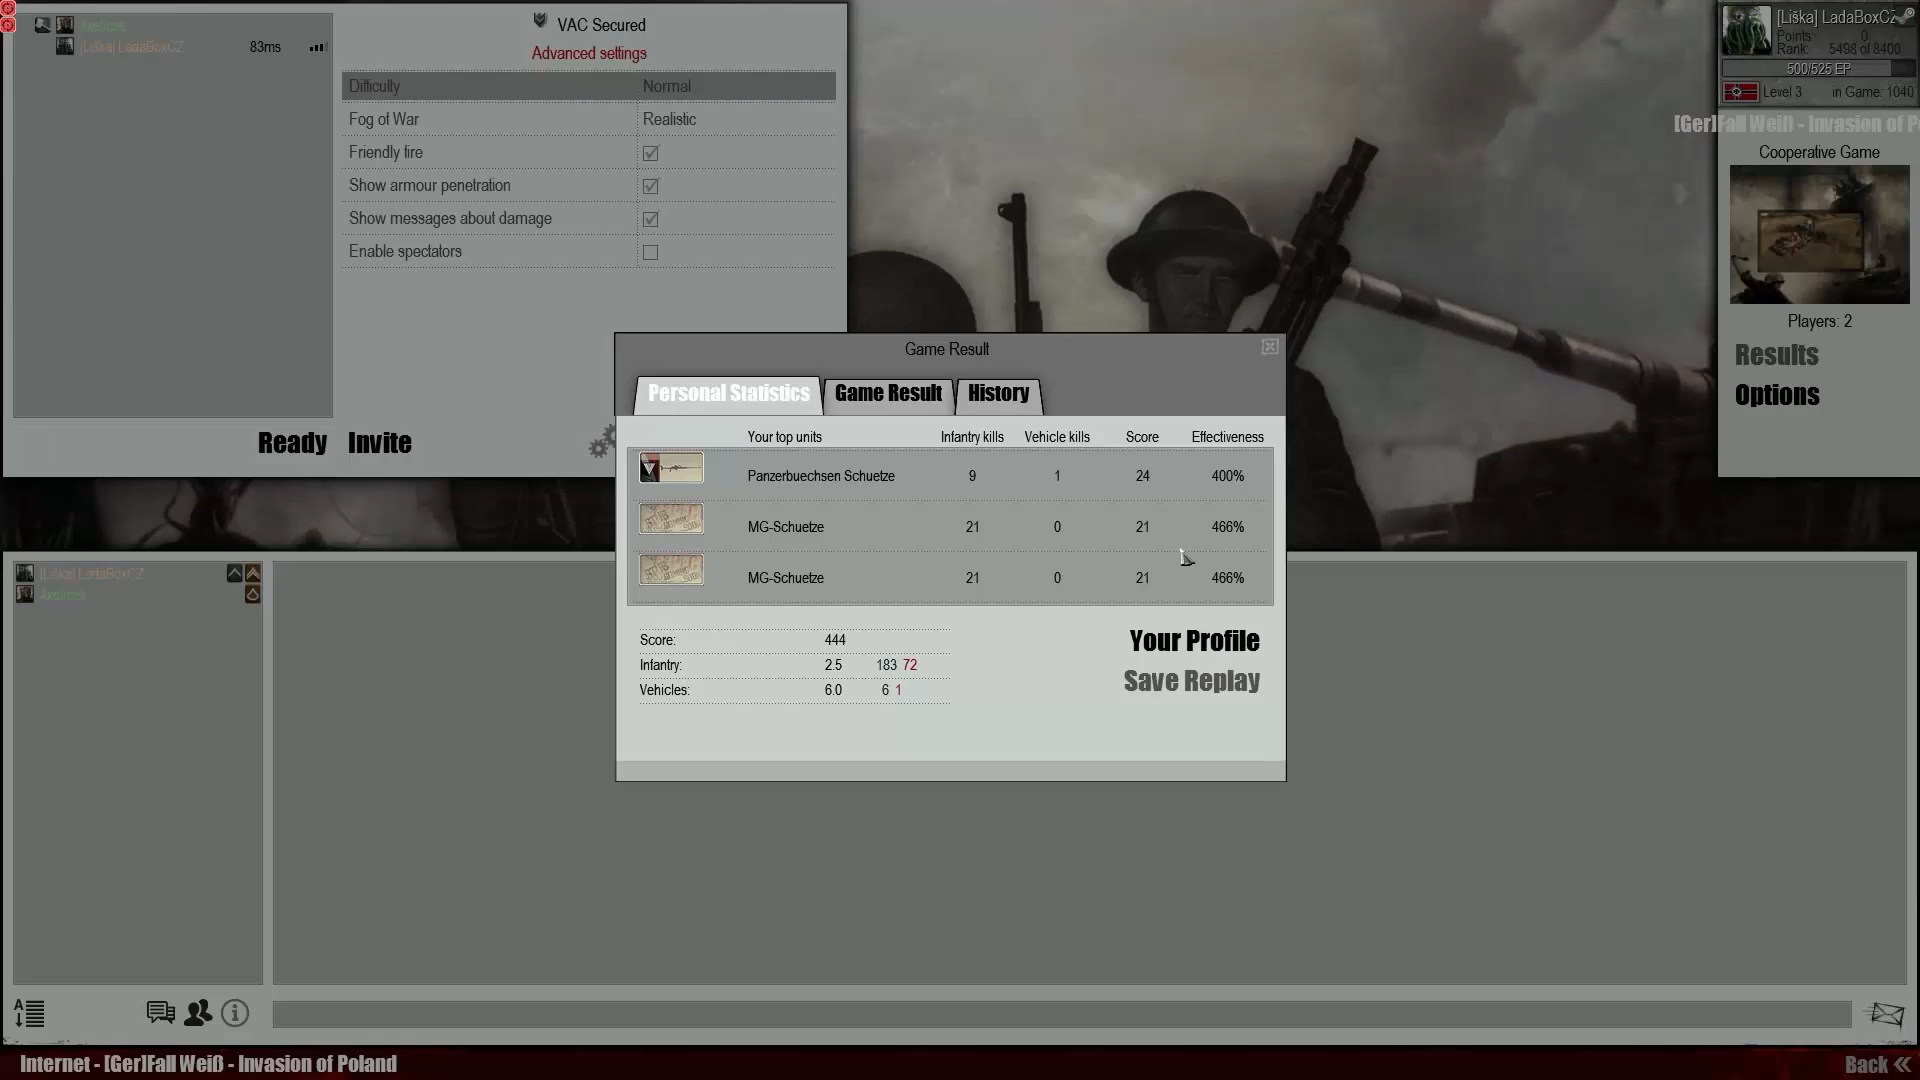 Axelicres
[Liška] LadaBoxCZ 83ms
VAC Secured
Advanced settings
Difficulty Normal
Fog of War Realistic
Friendly fire
Show armour penetration
Show messages about damage
Enable spectators
Ready Invite
[Liška] LadaBoxCZ
Points: 0
Rank: 5498 of 8400
500/525 EP
Level 3 in Game: 1040
[Ger]Fall Weiß - Invasion of P
Cooperative Game
Players: 2
Results
Options
Game Result
Personal Statistics Game Result History
Your top units Infantry kills Vehicle kills Score Effectiveness
Panzerbuechsen Schuetze 9 1 24 400%
MG-Schuetze 21 0 21 466%
MG-Schuetze 21 0 21 466%
Score: 444
Infantry: 2.5 183 72
Vehicles: 6.0 6 1
Your Profile
Save Replay
[Liška] LadaBoxCZ
Internet - [Ger]Fall Weiß - Invasion of Poland
Back